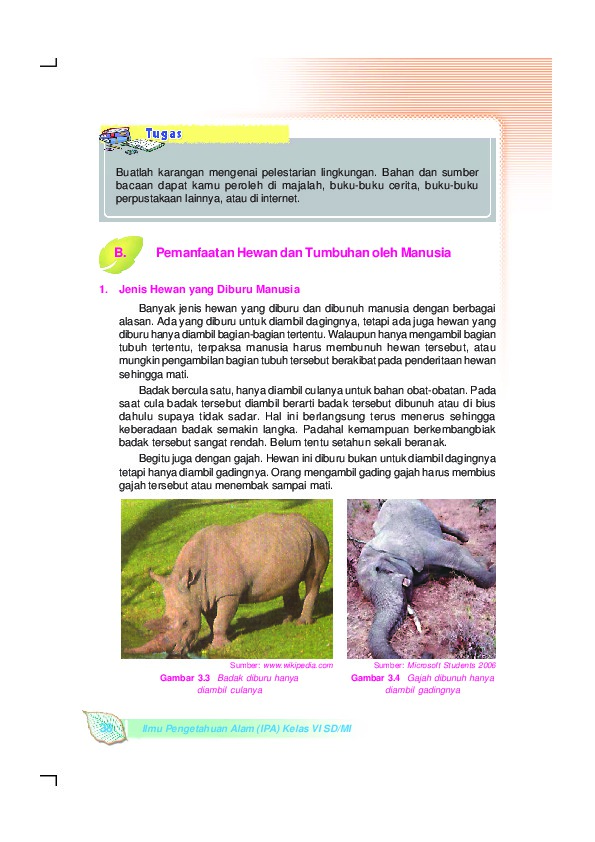 Tugas
Buatlah karangan mengenai pelestarian lingkungan. Bahan dan sumber
bacaan dapat kamu peroleh di majalah, buku-buku cerita, buku-buku
perpustakaan lainnya, atau di internet.
B. Pemanfaatan Hewan dan Tumbuhan oleh Manusia
1. Jenis Hewan yang Diburu Manusia
Banyak jenis hewan yang diburu dan dibunuh manusia dengan berbagai
alasan. Ada yang diburu untuk diambil dagingnya, tetapi ada juga hewan yang
diburu hanya diambil bagian-bagian tertentu. Walaupun hanya mengambil bagian
tubuh tertentu, terpaksa manusia harus membunuh hewan tersebut, atau
mungkin pengambilan bagian tubuh tersebut berakibat pada penderitaan hewan
sehingga mati.
Badak bercula satu, hanya diambil culanya untuk bahan obat-obatan. Pada
saat cula badak tersebut diambil berarti badak tersebut dibunuh atau di bius
dahulu supaya tidak sadar. Hal ini berlangsung terus menerus sehingga
keberadaan badak semakin langka. Padahal kemampuan berkembangbiak
badak tersebut sangat rendah. Belum tentu setahun sekali beranak.
Begitu juga dengan gajah. Hewan ini diburu bukan untuk diambil dagingnya
tetapi hanya diambil gadingnya. Orang mengambil gading gajah harus membius
gajah tersebut atau menembak sampai mati.
Sumber: www.wikipedia.com
Gambar 3.3 Badak diburu hanya
diambil culanya
Sumber: Microsoft Students 2006
Gambar 3.4 Gajah dibunuh hanya
diambil gadingnya
Ilmu Pengetahuan Alam (IPA) Kelas VI SD/MI